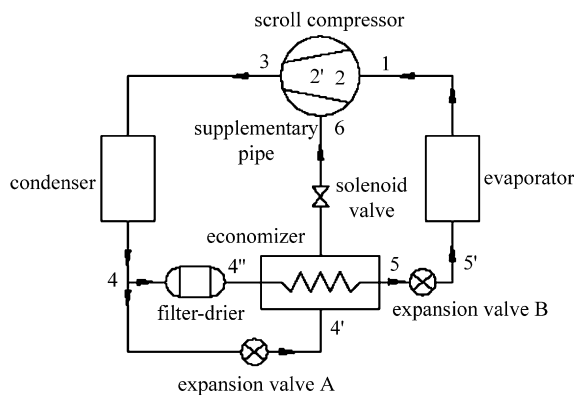 scroll compressor
3
2'
2
1
supplementary
pipe
6
condenser
solenoid
valve
evaporator
economizer
4
4"
5
5'
filter-drier
4'
expansion valve B
expansion valve A